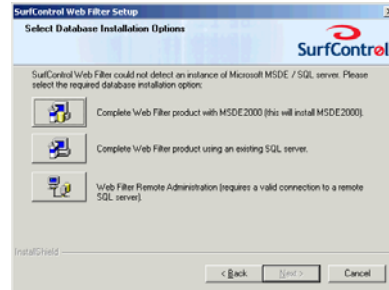 SurfControl Web Filter Setup
Select Database Installation Options
SurfControl
SurfControl Web Filter could not detect an instance of Microsoft MSDE / SQL server. Please
select the required database installation option:
Complete Web Filter product with MSDE2000 (this will install MSDE2000).
Complete Web Filter product using an existing SQL server.
Web Filter Remote Administration (requires a valid connection to a remote
SQL server).
InstallShield
< Back
Next >
Cancel